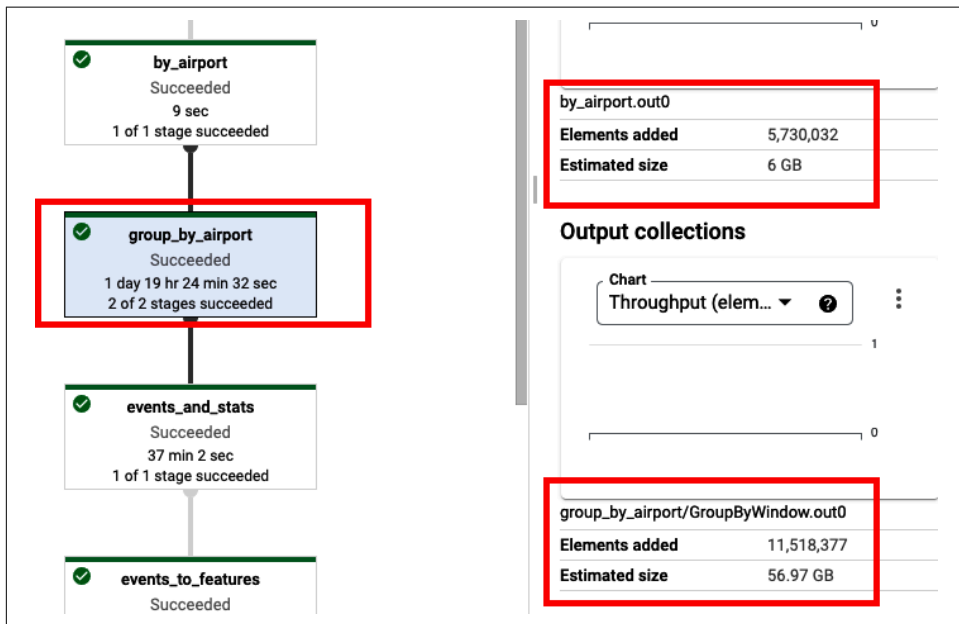 by_airport
Succeeded
9 sec
1 of 1 stage succeeded
group_by_airport
Succeeded
1 day 19 hr 24 min 32 sec
2 of 2 stages succeeded
events_and_stats
Succeeded
37 min 2 sec
1 of 1 stage succeeded
events_to_features
Succeeded
0
by_airport.out0
Elements added 5,730,032
Estimated size 6 GB
Output collections
Chart
Throughput (elem...
1
0
group_by_airport/GroupByWindow.out0
Elements added 11,518,377
Estimated size 56.97 GB